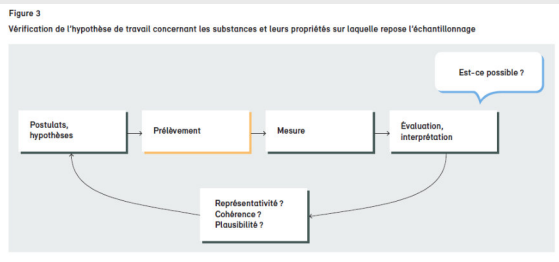 Figure 3
Vérification de l'hypothèse de travail concernant les substances et leurs propriétés sur laquelle repose l'échantillonnage
Est-ce possible ?
Postulats,
hypothèses
Prélèvement
Mesure
Évaluation,
interprétation
Représentativité ?
Cohérence ?
Plausibilité ?